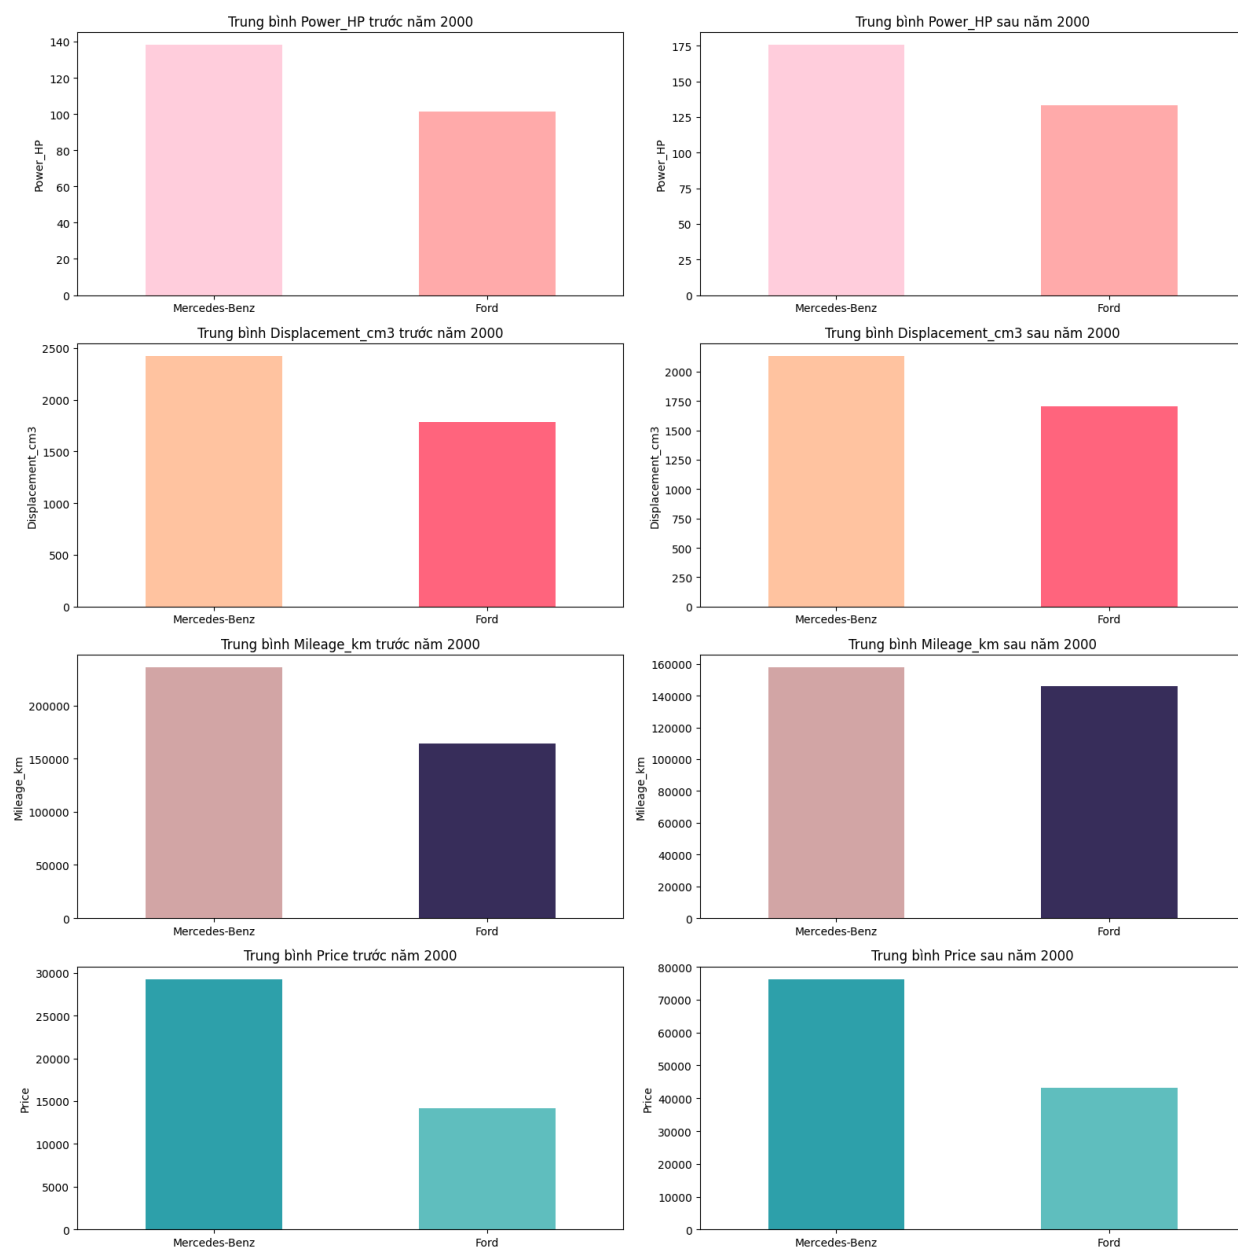 Trung bình Power_HP trước năm 2000
140
120
100
80
60
40
20
0
Power_HP
Mercedes-Benz
Ford
Trung bình Power_HP sau năm 2000
175
150
125
100
75
50
25
0
Power_HP
Mercedes-Benz
Ford
Trung bình Displacement_cm3 trước năm 2000
2500
2000
1500
1000
500
0
Displacement_cm3
Mercedes-Benz
Ford
Trung bình Displacement_cm3 sau năm 2000
2000
1750
1500
1250
1000
750
500
250
0
Displacement_cm3
Mercedes-Benz
Ford
Trung bình Mileage_km trước năm 2000
200000
150000
100000
50000
0
Mileage_km
Mercedes-Benz
Ford
Trung bình Mileage_km sau năm 2000
160000
140000
120000
100000
80000
60000
40000
20000
0
Mileage_km
Mercedes-Benz
Ford
Trung bình Price trước năm 2000
30000
25000
20000
15000
10000
5000
0
Price
Mercedes-Benz
Ford
Trung bình Price sau năm 2000
80000
70000
60000
50000
40000
30000
20000
10000
0
Price
Mercedes-Benz
Ford